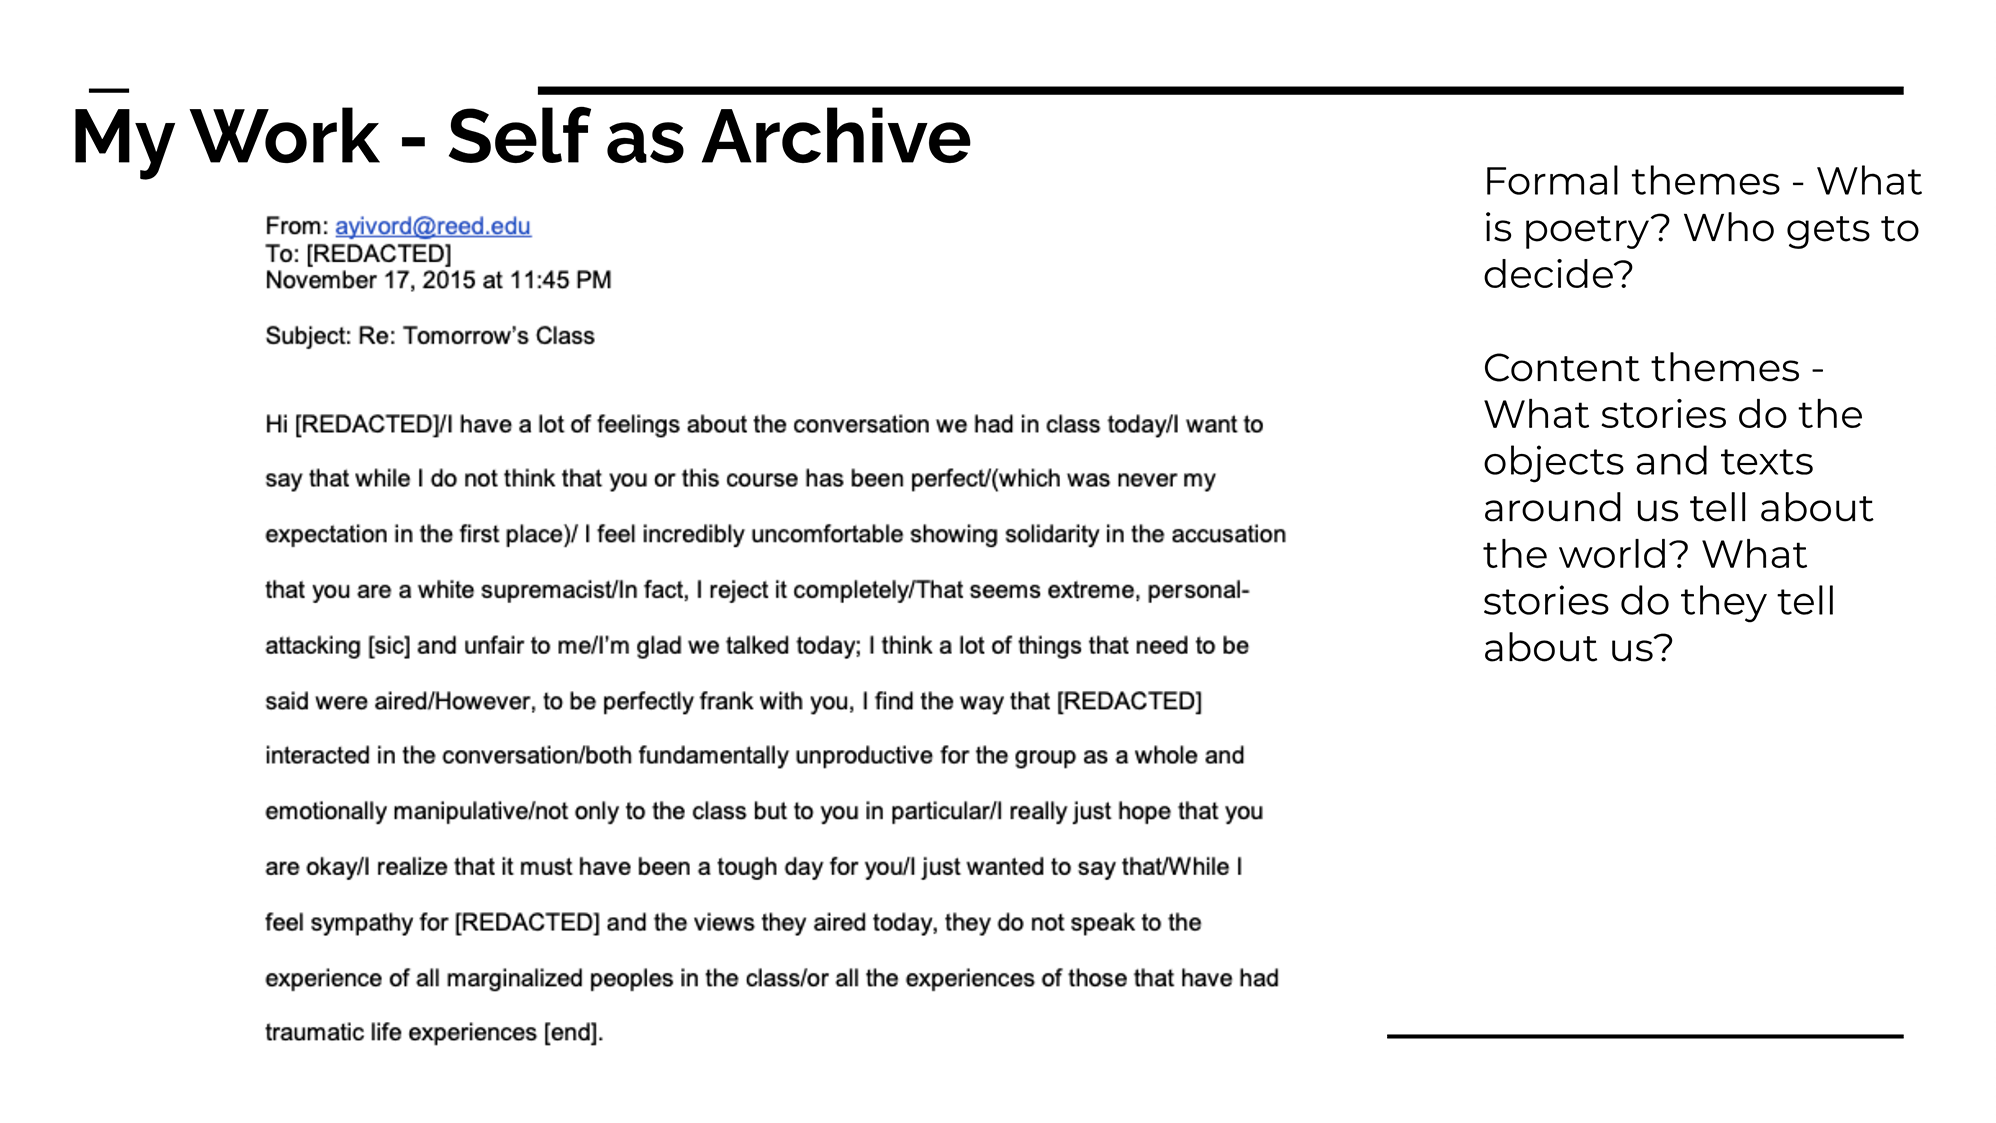 My Work - Self as Archive
From: ayivord@reed.edu
To: [REDACTED]
November 17, 2015 at 11:45 PM
Subject: Re: Tomorrow’s Class
Hi [REDACTED]/I have a lot of feelings about the conversation we had in class today/I want to
say that while I do not think that you or this course has been perfect/(which was never my
expectation in the first place)/ I feel incredibly uncomfortable showing solidarity in the accusation
that you are a white supremacist/In fact, I reject it completely/That seems extreme, personal-
attacking [sic] and unfair to me/I’m glad we talked today; I think a lot of things that need to be
said were aired/However, to be perfectly frank with you, I find the way that [REDACTED]
interacted in the conversation/both fundamentally unproductive for the group as a whole and
emotionally manipulative/not only to the class but to you in particular/I really just hope that you
are okay/I realize that it must have been a tough day for you/I just wanted to say that/While I
feel sympathy for [REDACTED] and the views they aired today, they do not speak to the
experience of all marginalized peoples in the class/or all the experiences of those that have had
traumatic life experiences [end].
Formal themes - What
is poetry? Who gets to
decide?
Content themes -
What stories do the
objects and texts
around us tell about
the world? What
stories do they tell
about us?